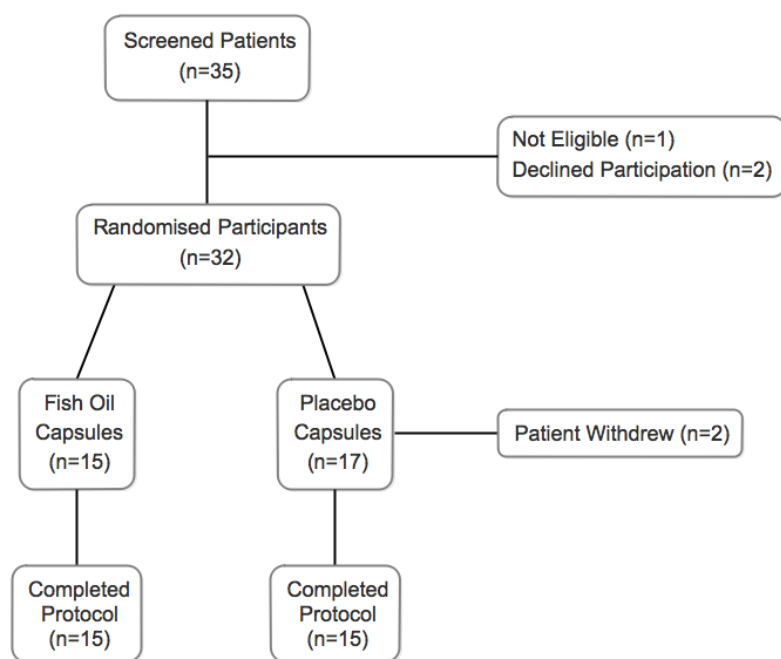 Screened Patients
(n=35)
Not Eligible (n=1)
Declined Participation (n=2)
Randomised Participants
(n=32)
Fish Oil
Capsules
(n=15)
Placebo
Capsules
(n=17)
Patient Withdrew (n=2)
Completed
Protocol
(n=15)
Completed
Protocol
(n=15)